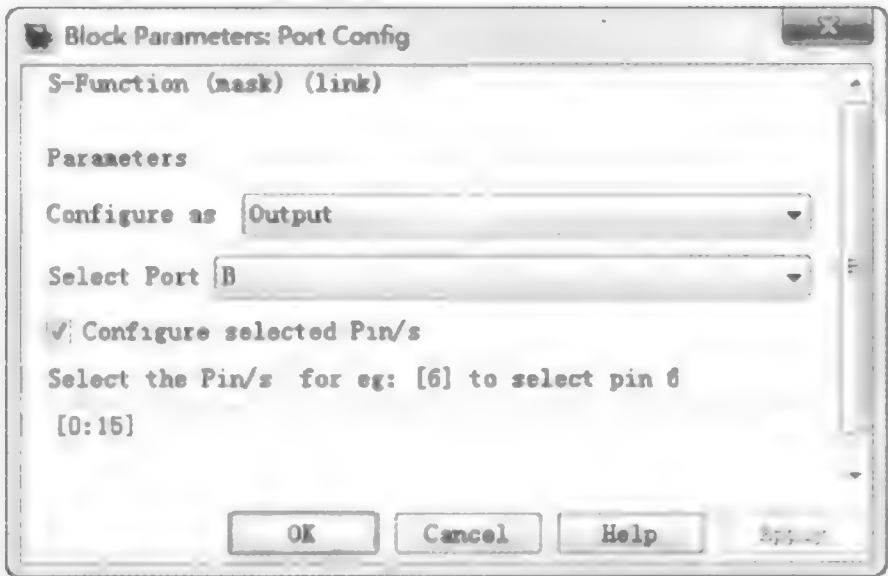 Block Parameters: Port Config
S-Function (mask) (link)
Parameters
Configure as Output
Select Port B
Configure selected Pin/s
Select the Pin/s for eg: [6] to select pin 6
[0:15]
OK Cancel Help Apply